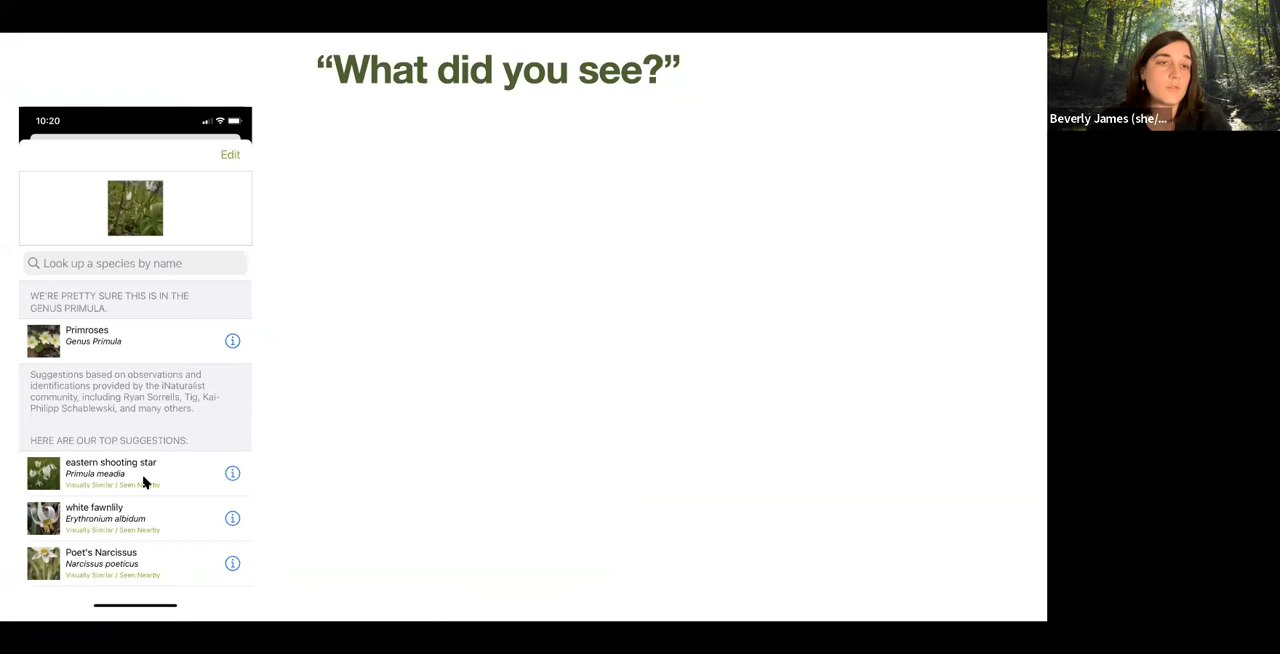 “What did you see?”
10:20
Edit
Look up a species by name
WE'RE PRETTY SURE THIS IS IN THE
GENUS PRIMULA.
Primroses
Genus Primula
Suggestions based on observations and
identifications provided by the iNaturalist
community, including Ryan Sorrells, Tig, Kai-
Philipp Schablewski, and many others.
HERE ARE OUR TOP SUGGESTIONS:
eastern shooting star
Primula meadia
Visually Similar / Seen Nearby
white fawnlily
Erythronium albidum
Visually Similar / Seen Nearby
Poet's Narcissus
Narcissus poeticus
Visually Similar / Seen Nearby
Beverly James (she/...